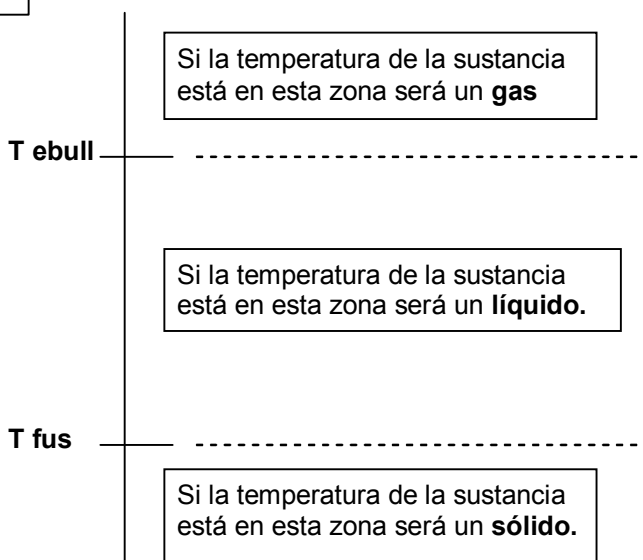 Si la temperatura de la sustancia
está en esta zona será un gas
T ebull
Si la temperatura de la sustancia
está en esta zona será un líquido.
T fus
Si la temperatura de la sustancia
está en esta zona será un sólido.